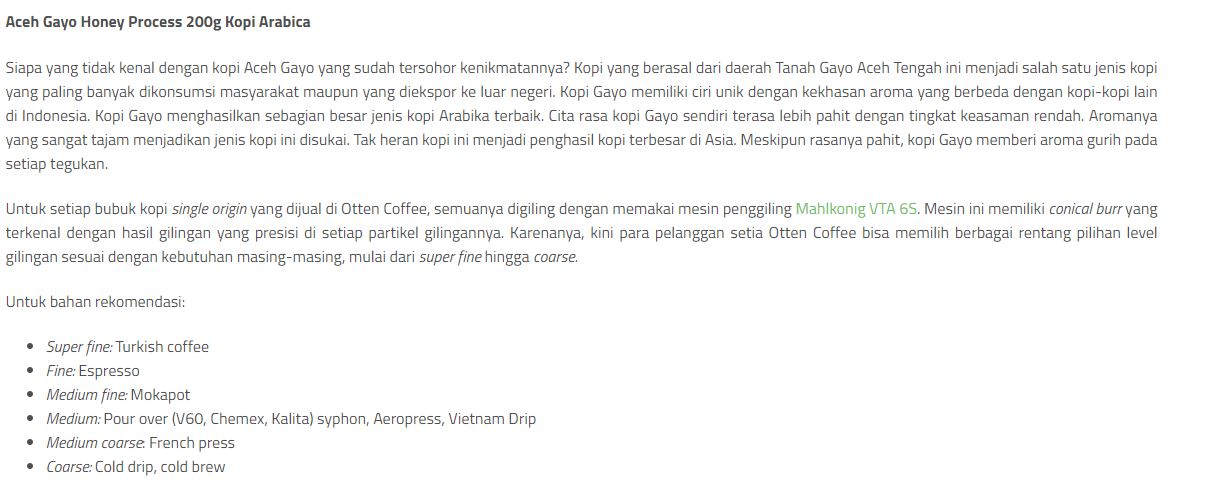 Aceh Gayo Honey Process 200g Kopi Arabica
Siapa yang tidak kenal dengan kopi Aceh Gayo yang sudah tersohor kenikmatannya? Kopi yang berasal dari daerah Tanah Gayo Aceh Tengah ini menjadi salah satu jenis kopi
yang paling banyak dikonsumsi masyarakat maupun yang diekspor ke luar negeri. Kopi Gayo memiliki ciri unik dengan kekhasan aroma yang berbeda dengan kopi-kopi lain
di Indonesia. Kopi Gayo menghasilkan sebagian besar jenis kopi Arabika terbaik. Cita rasa kopi Gayo sendiri terasa lebih pahit dengan tingkat keasaman rendah. Aromanya
yang sangat tajam menjadikan jenis kopi ini disukai. Tak heran kopi ini menjadi penghasil kopi terbesar di Asia. Meskipun rasanya pahit, kopi Gayo memberi aroma gurih pada
setiap tegukan.
Untuk setiap bubuk kopi single origin yang dijual di Otten Coffee, semuanya digiling dengan memakai mesin penggiling Mahlkonig VTA 6S. Mesin ini memiliki conical burr yang
terkenal dengan hasil gilingan yang presisi di setiap partikel gilingannya. Karenanya, kini para pelanggan setia Otten Coffee bisa memilih berbagai rentang pilihan level
gilingan sesuai dengan kebutuhan masing-masing, mulai dari super fine hingga coarse.
Untuk bahan rekomendasi:
• Super fine: Turkish coffee
• Fine: Espresso
• Medium fine: Mokapot
• Medium: Pour over (V60, Chemex, Kalita) syphon, Aeropress, Vietnam Drip
• Medium coarse: French press
• Coarse: Cold drip, cold brew